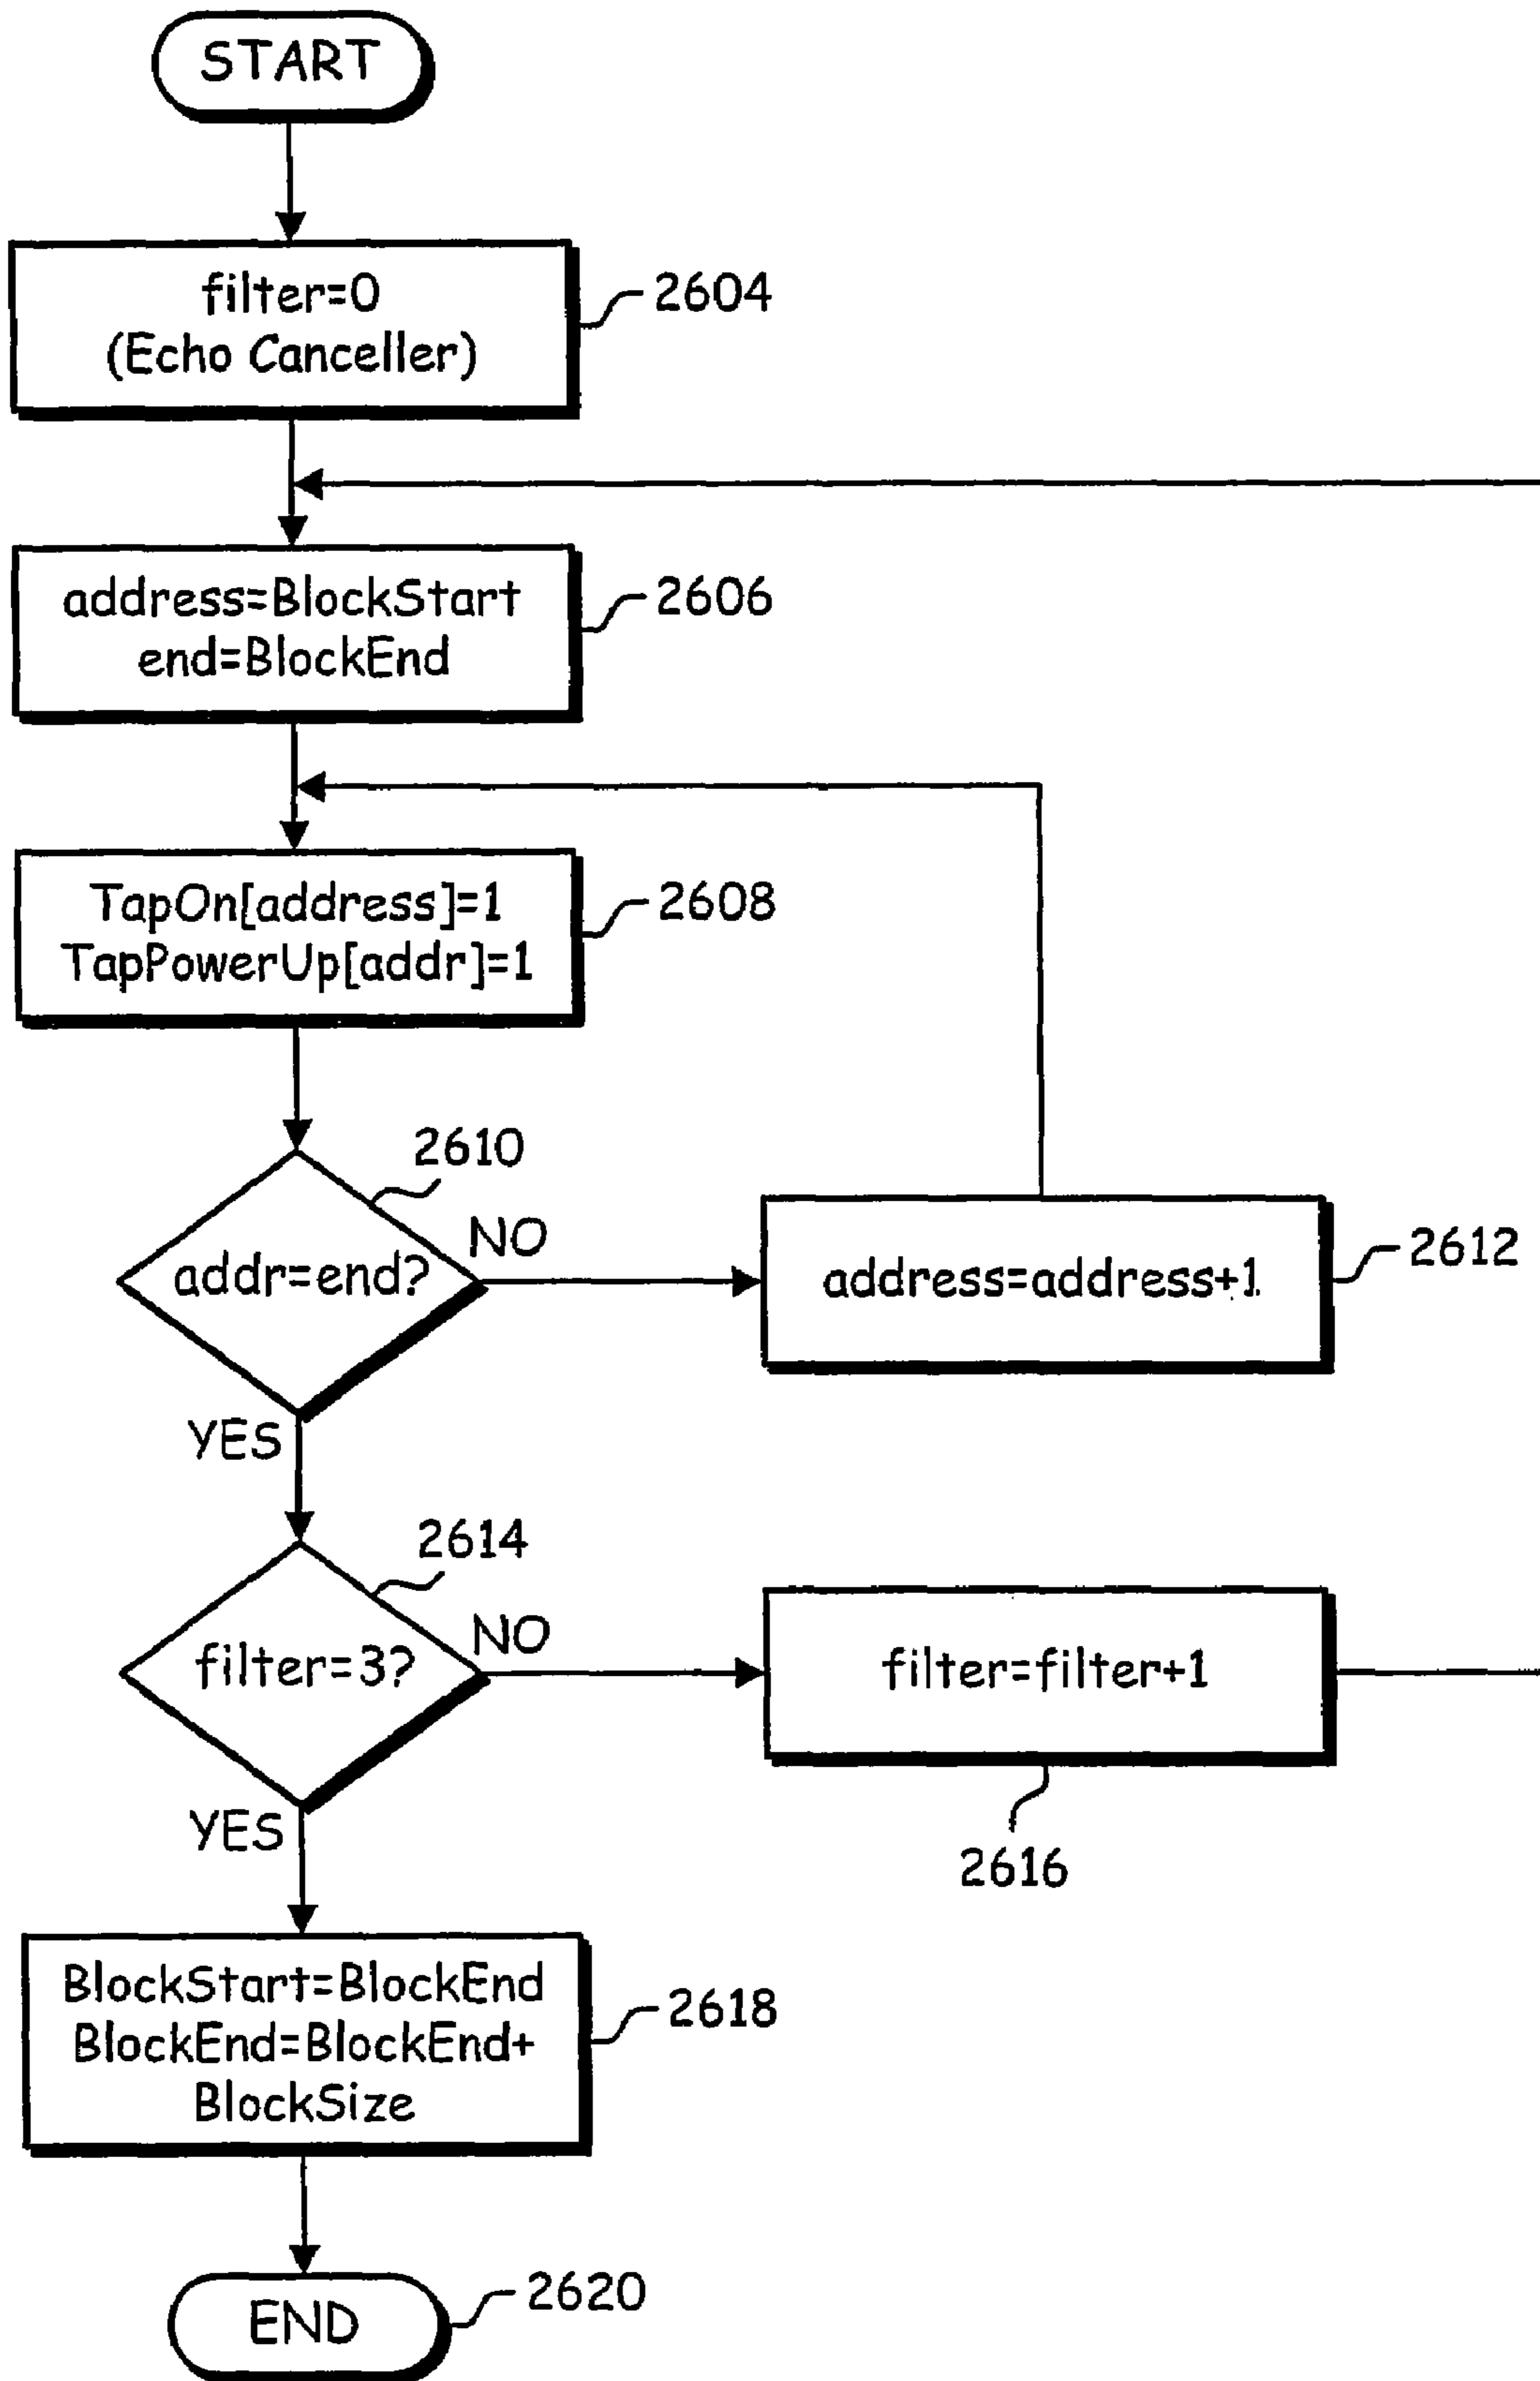 START
filter=0
(Echo Canceller)
2604
address=BlockStart
end=BlockEnd
2606
TapOn[address]=1
TapPowerUp[addr]=1
2608
2610
addr=end?
NO
address=address+1
2612
YES
2614
filter=3?
NO
filter=filter+1
2616
YES
BlockStart=BlockEnd
BlockEnd=BlockEnd+
BlockSize
2618
END
2620